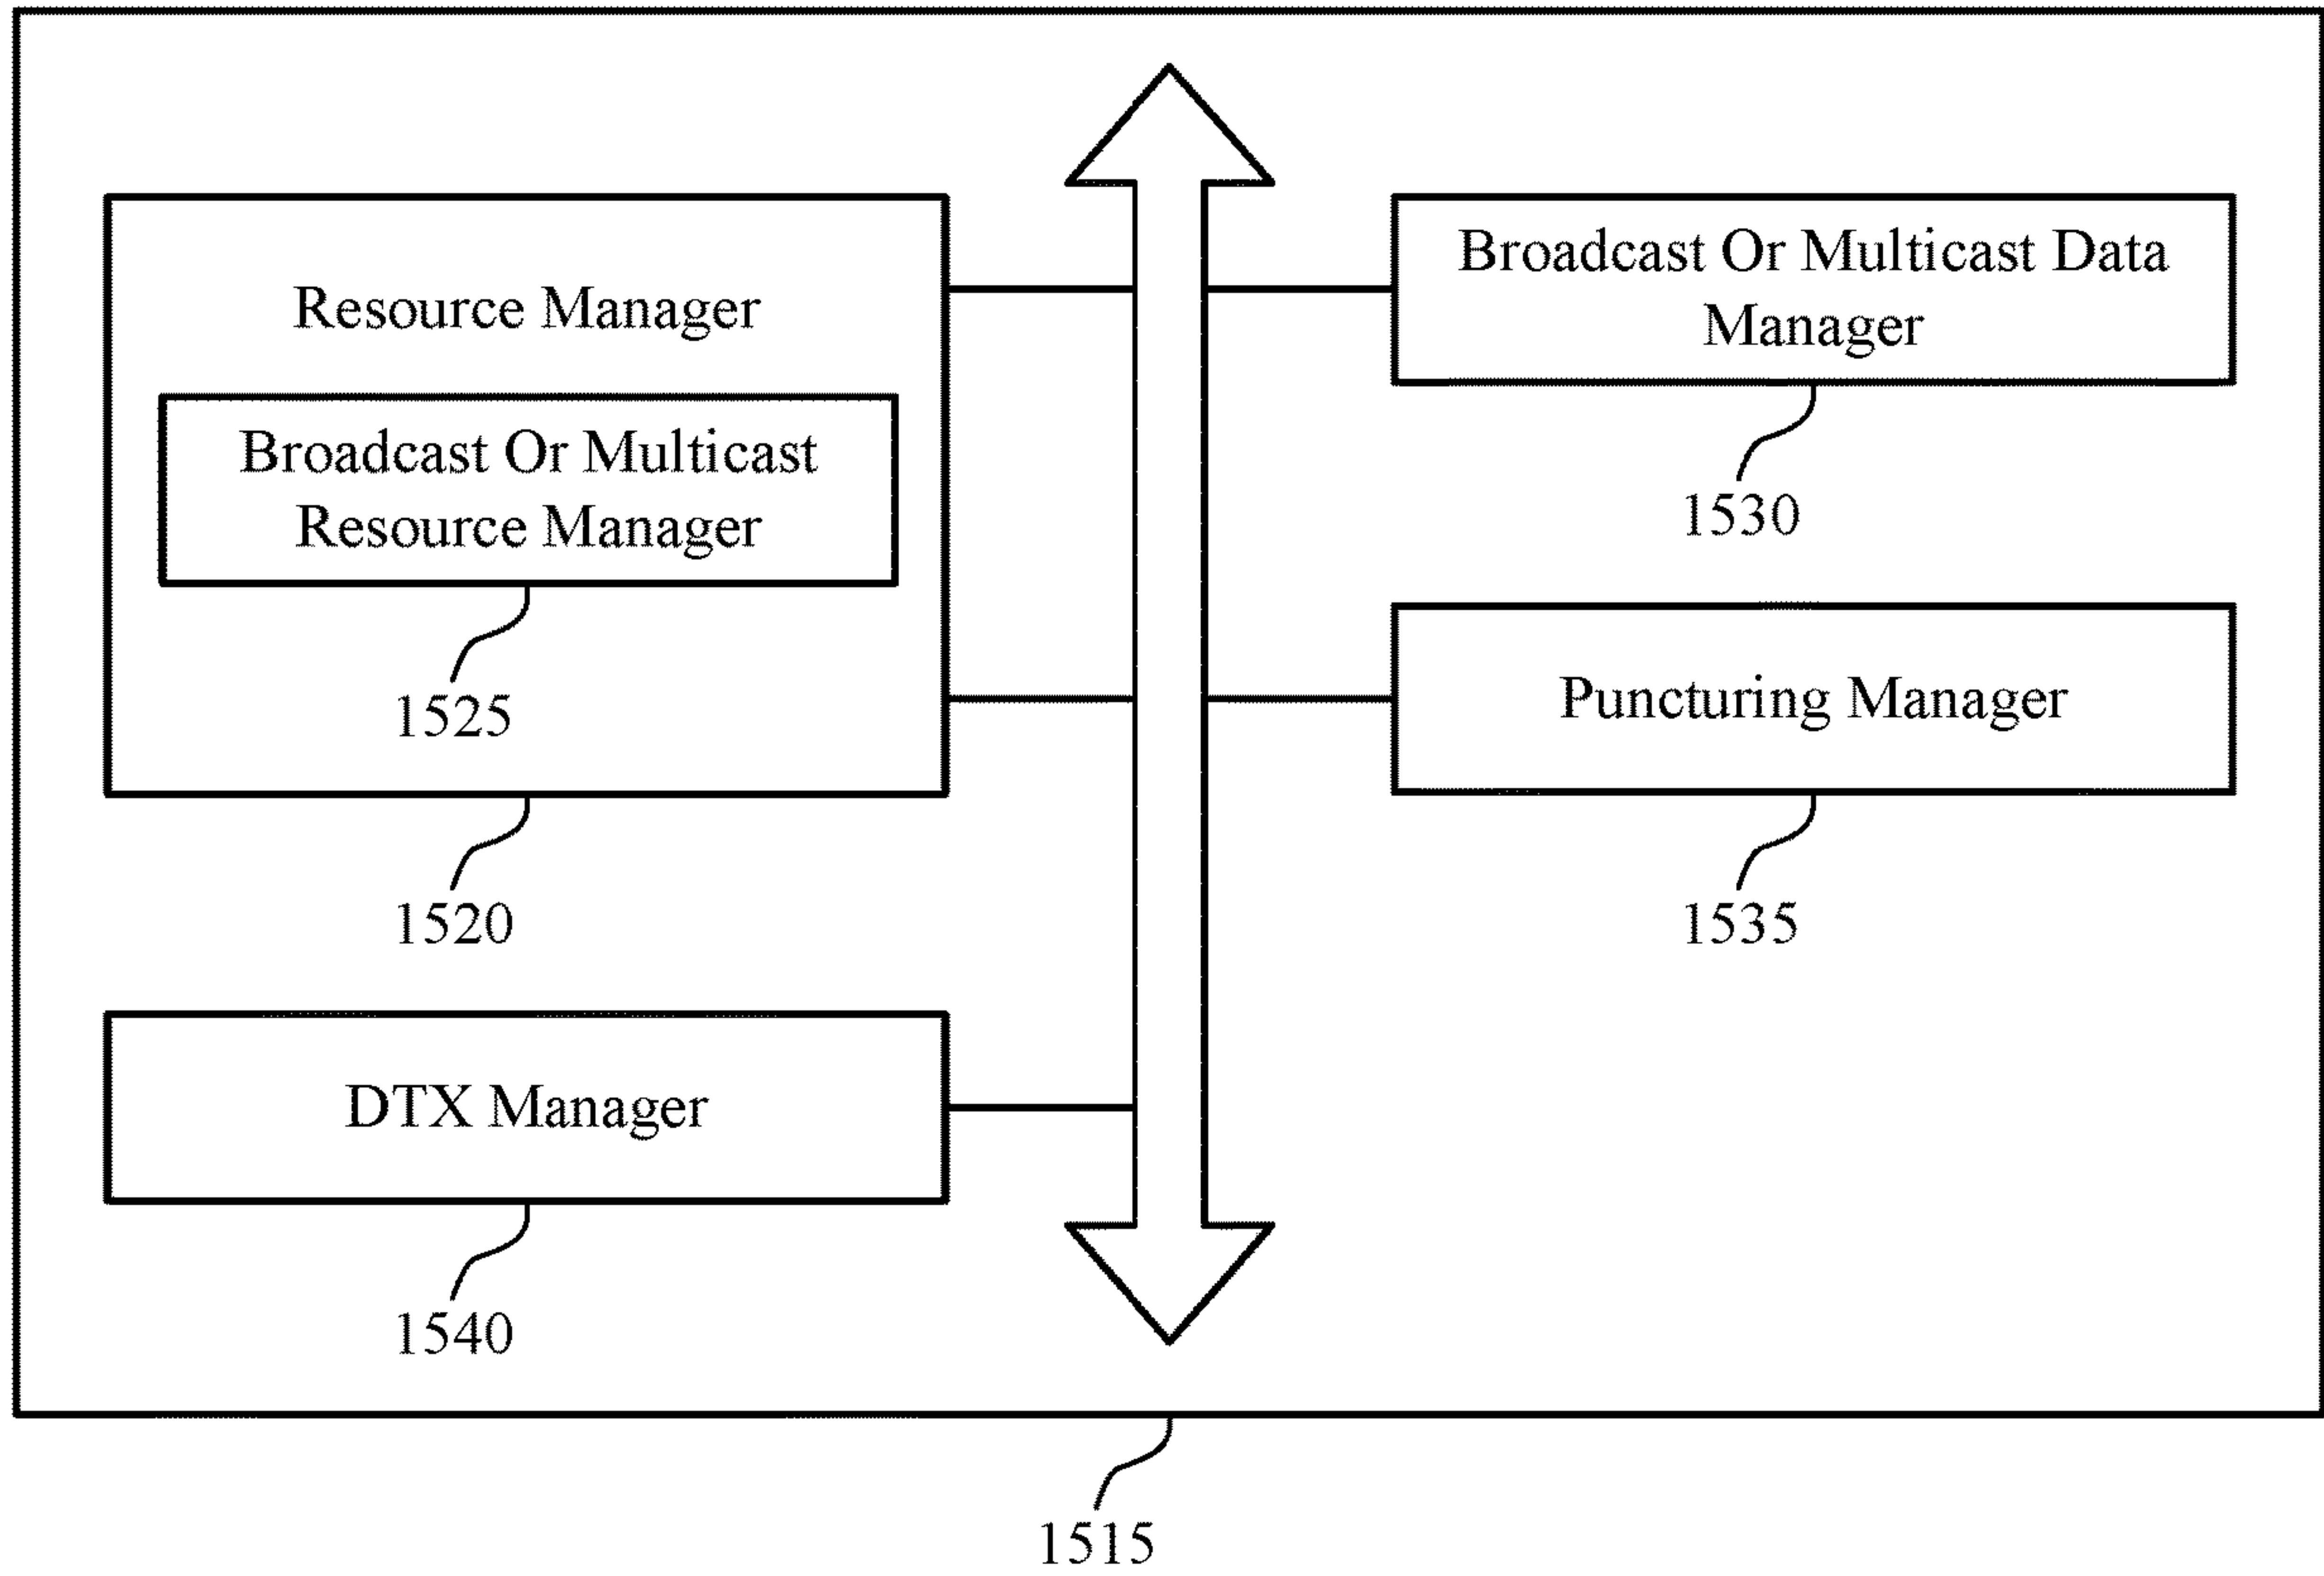 Resource Manager
Broadcast Or Multicast
Resource Manager
1525
1520
DTX Manager
1540
Broadcast Or Multicast Data
Manager
1530
Puncturing Manager
1535
1515